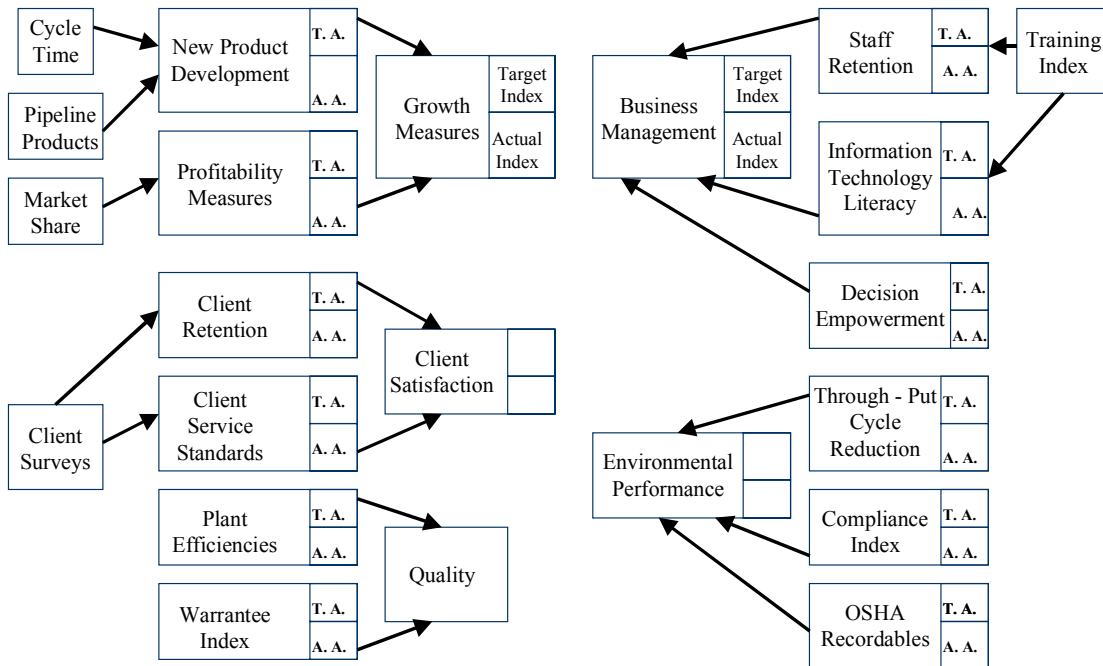 Cycle
Time
Pipeline
Products
Market
Share
New Product
Development
T. A.
A. A.
Profitability
Measures
T. A.
A. A.
Growth
Measures
Target
Index
Actual
Index
Business
Management
Target
Index
Actual
Index
Staff
Retention
T. A.
A. A.
Training
Index
Information
Technology
Literacy
T. A.
A. A.
Decision
Empowerment
T. A.
A. A.
Client
Surveys
Client
Retention
T. A.
A. A.
Client
Service
Standards
T. A.
A. A.
Client
Satisfaction
Plant
Efficiencies
T. A.
A. A.
Warrantee
Index
T. A.
A. A.
Quality
Environmental
Performance
Through - Put
Cycle
Reduction
T. A.
A. A.
Compliance
Index
T. A.
A. A.
OSHA
Recordables
T. A.
A. A.